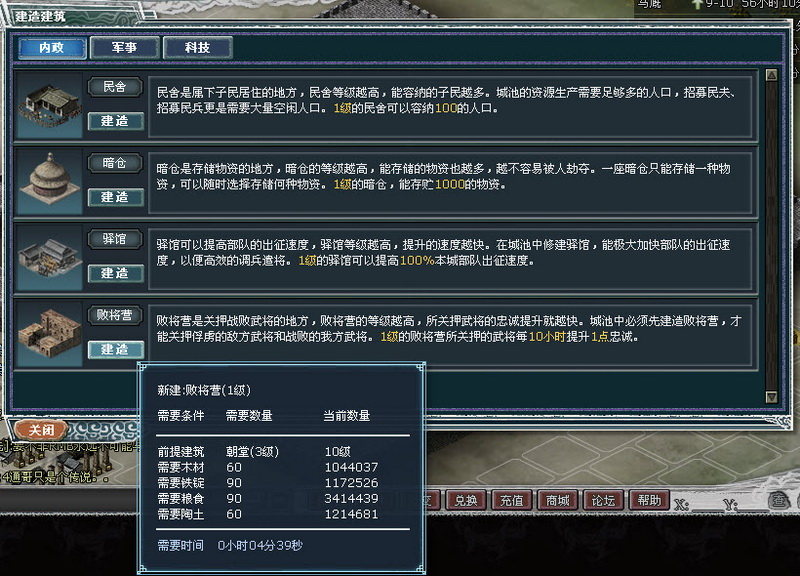 建造建筑
马厩
9-10 56小时10分
内政 军事 科技
民舍
建造
民舍是属下子民居住的地方，民舍等级越高，能容纳的子民越多。城池的资源生产需要足够多的人口，招募民夫、
招募民兵更是需要大量空闲人口。1级的民舍可以容纳100的人口。
暗仓
建造
暗仓是存储物资的地方，暗仓的等级越高，能存储的物资也越多，越不容易被人劫夺。一座暗仓只能存储一种物
资，可以随时选择存储何种物资。1级的暗仓，能存贮1000的物资。
驿馆
建造
驿馆可以提高部队的出征速度，驿馆等级越高，提升的速度越快。在城池中修建驿馆，能极大加快部队的出征速
度，以便高效的调兵遣将。1级的驿馆可以提高100%本城部队出征速度。
败将营
建造
败将营是关押战败武将的地方，败将营的等级越高，所关押武将的忠诚提升就越快。城池中必须先建造败将营，才
能关押俘虏的敌方武将和战败的我方武将。1级的败将营所关押的武将每10小时提升1点忠诚。
关闭
新建:败将营(1级)
需要条件 需要数量 当前数量
前提建筑 朝堂(3级) 10级
需要木材 60 1044037
需要铁锭 90 1172526
需要粮食 90 3414439
需要陶土 60 1214681
需要时间 0小时04分39秒
4通哥只是个传说。。
兑换 充值 商城 论坛 帮助 X: Y: 查